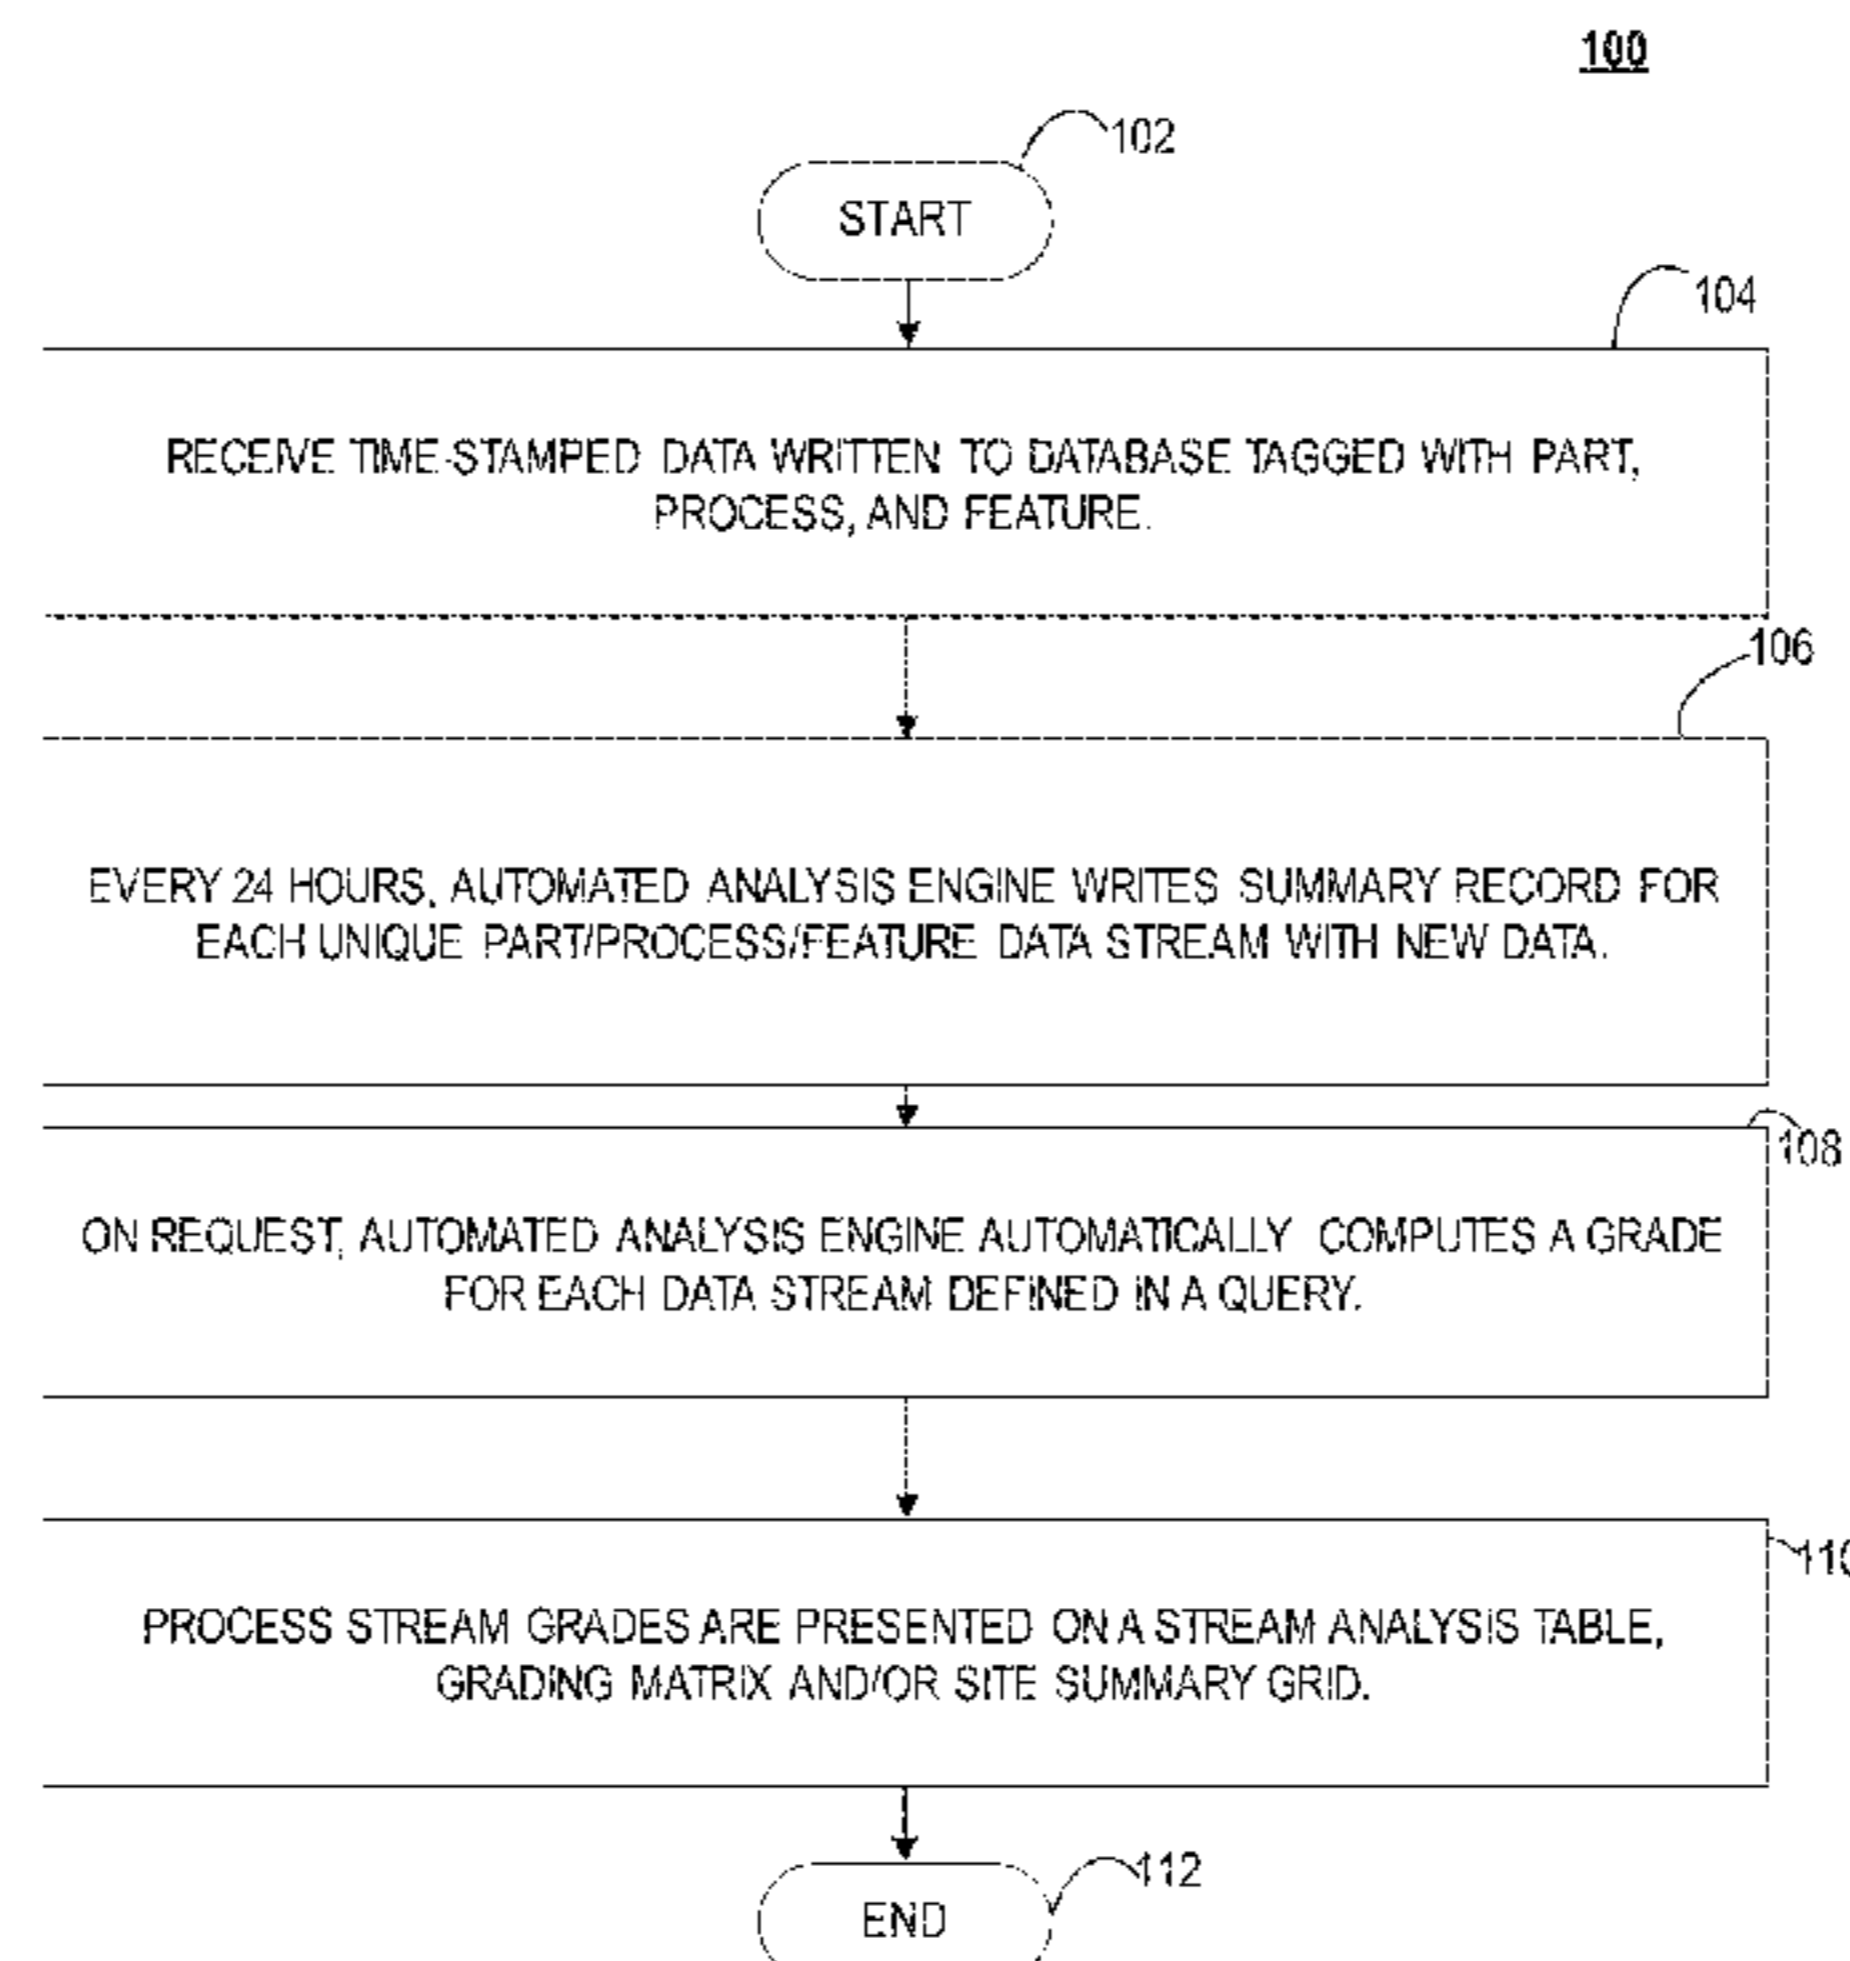 100
102
START
104
RECEIVE TIME-STAMPED DATA WRITTEN TO DATABASE TAGGED WITH PART,
PROCESS, AND FEATURE.
106
EVERY 24 HOURS, AUTOMATED ANALYSIS ENGINE WRITES SUMMARY RECORD FOR
EACH UNIQUE PART/PROCESS/FEATURE DATA STREAM WITH NEW DATA.
108
ON REQUEST, AUTOMATED ANALYSIS ENGINE AUTOMATICALLY COMPUTES A GRADE
FOR EACH DATA STREAM DEFINED IN A QUERY.
110
PROCESS STREAM GRADES ARE PRESENTED ON A STREAM ANALYSIS TABLE,
GRADING MATRIX AND/OR SITE SUMMARY GRID.
112
END